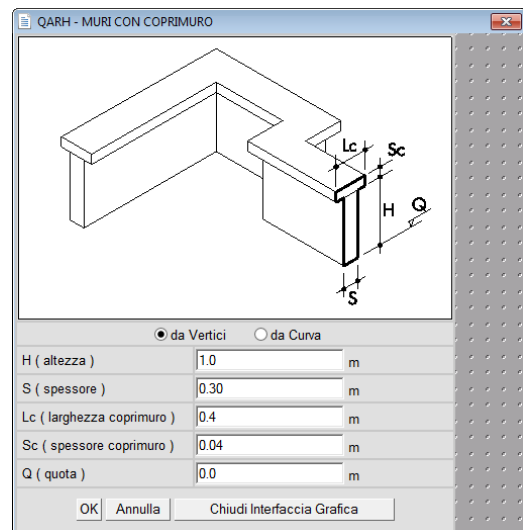 QARH - MURI CON COPRIMURO
Lc
Sc
H
Q
S
da Vertici da Curva
H ( altezza ) 1.0 m
S ( spessore ) 0.30 m
Lc ( larghezza coprimuro ) 0.4 m
Sc ( spessore coprimuro ) 0.04 m
Q ( quota ) 0.0 m
OK Annulla Chiudi Interfaccia Grafica